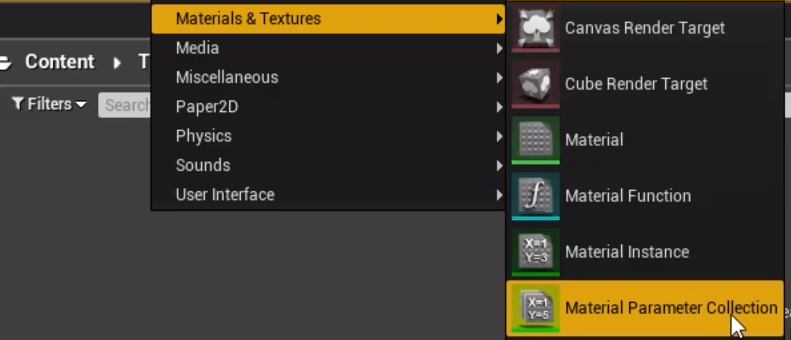 Materials & Textures
Media
Miscellaneous
Paper2D
Physics
Sounds
User Interface
Content
T
Filters
Search
Canvas Render Target
Cube Render Target
Material
f
Material Function
X=1
Y=3
Material Instance
X=1
Y=5
Material Parameter Collection